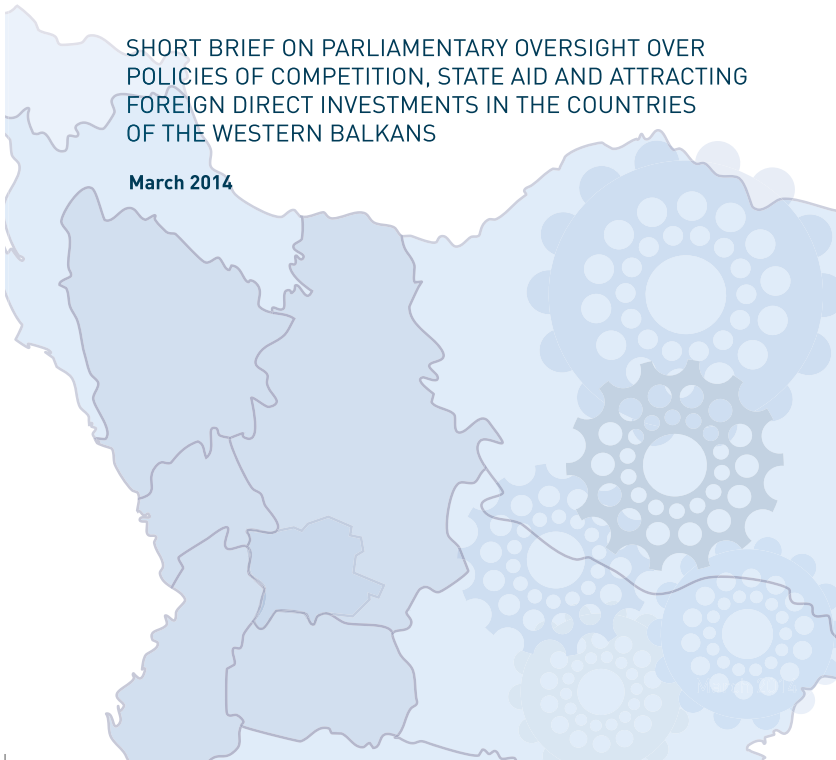 SHORT BRIEF ON PARLIAMENTARY OVERSIGHT OVER
POLICIES OF COMPETITION, STATE AID AND ATTRACTING
FOREIGN DIRECT INVESTMENTS IN THE COUNTRIES
OF THE WESTERN BALKANS
March 2014